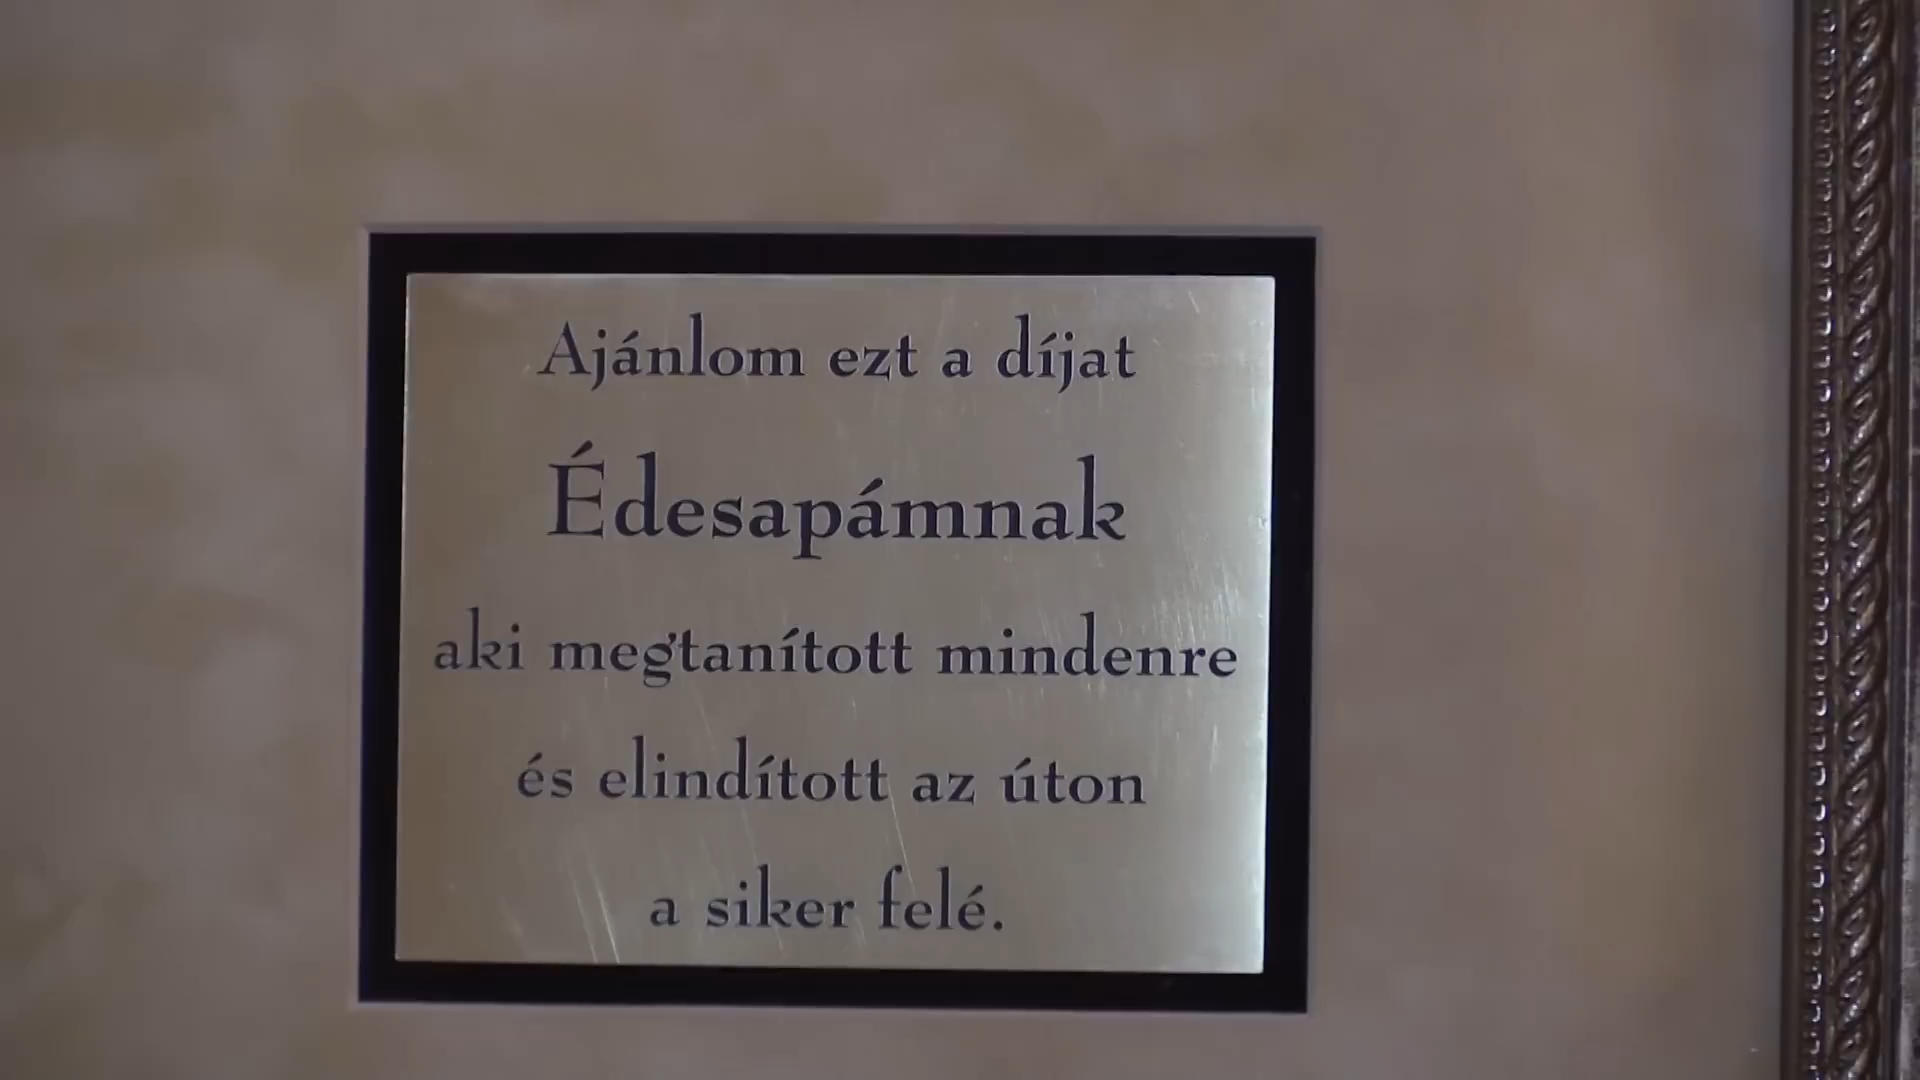 Ajánlom ezt a díjat
Édesapámnak
aki megtanított mindenre
és elindított az úton
a siker felé.